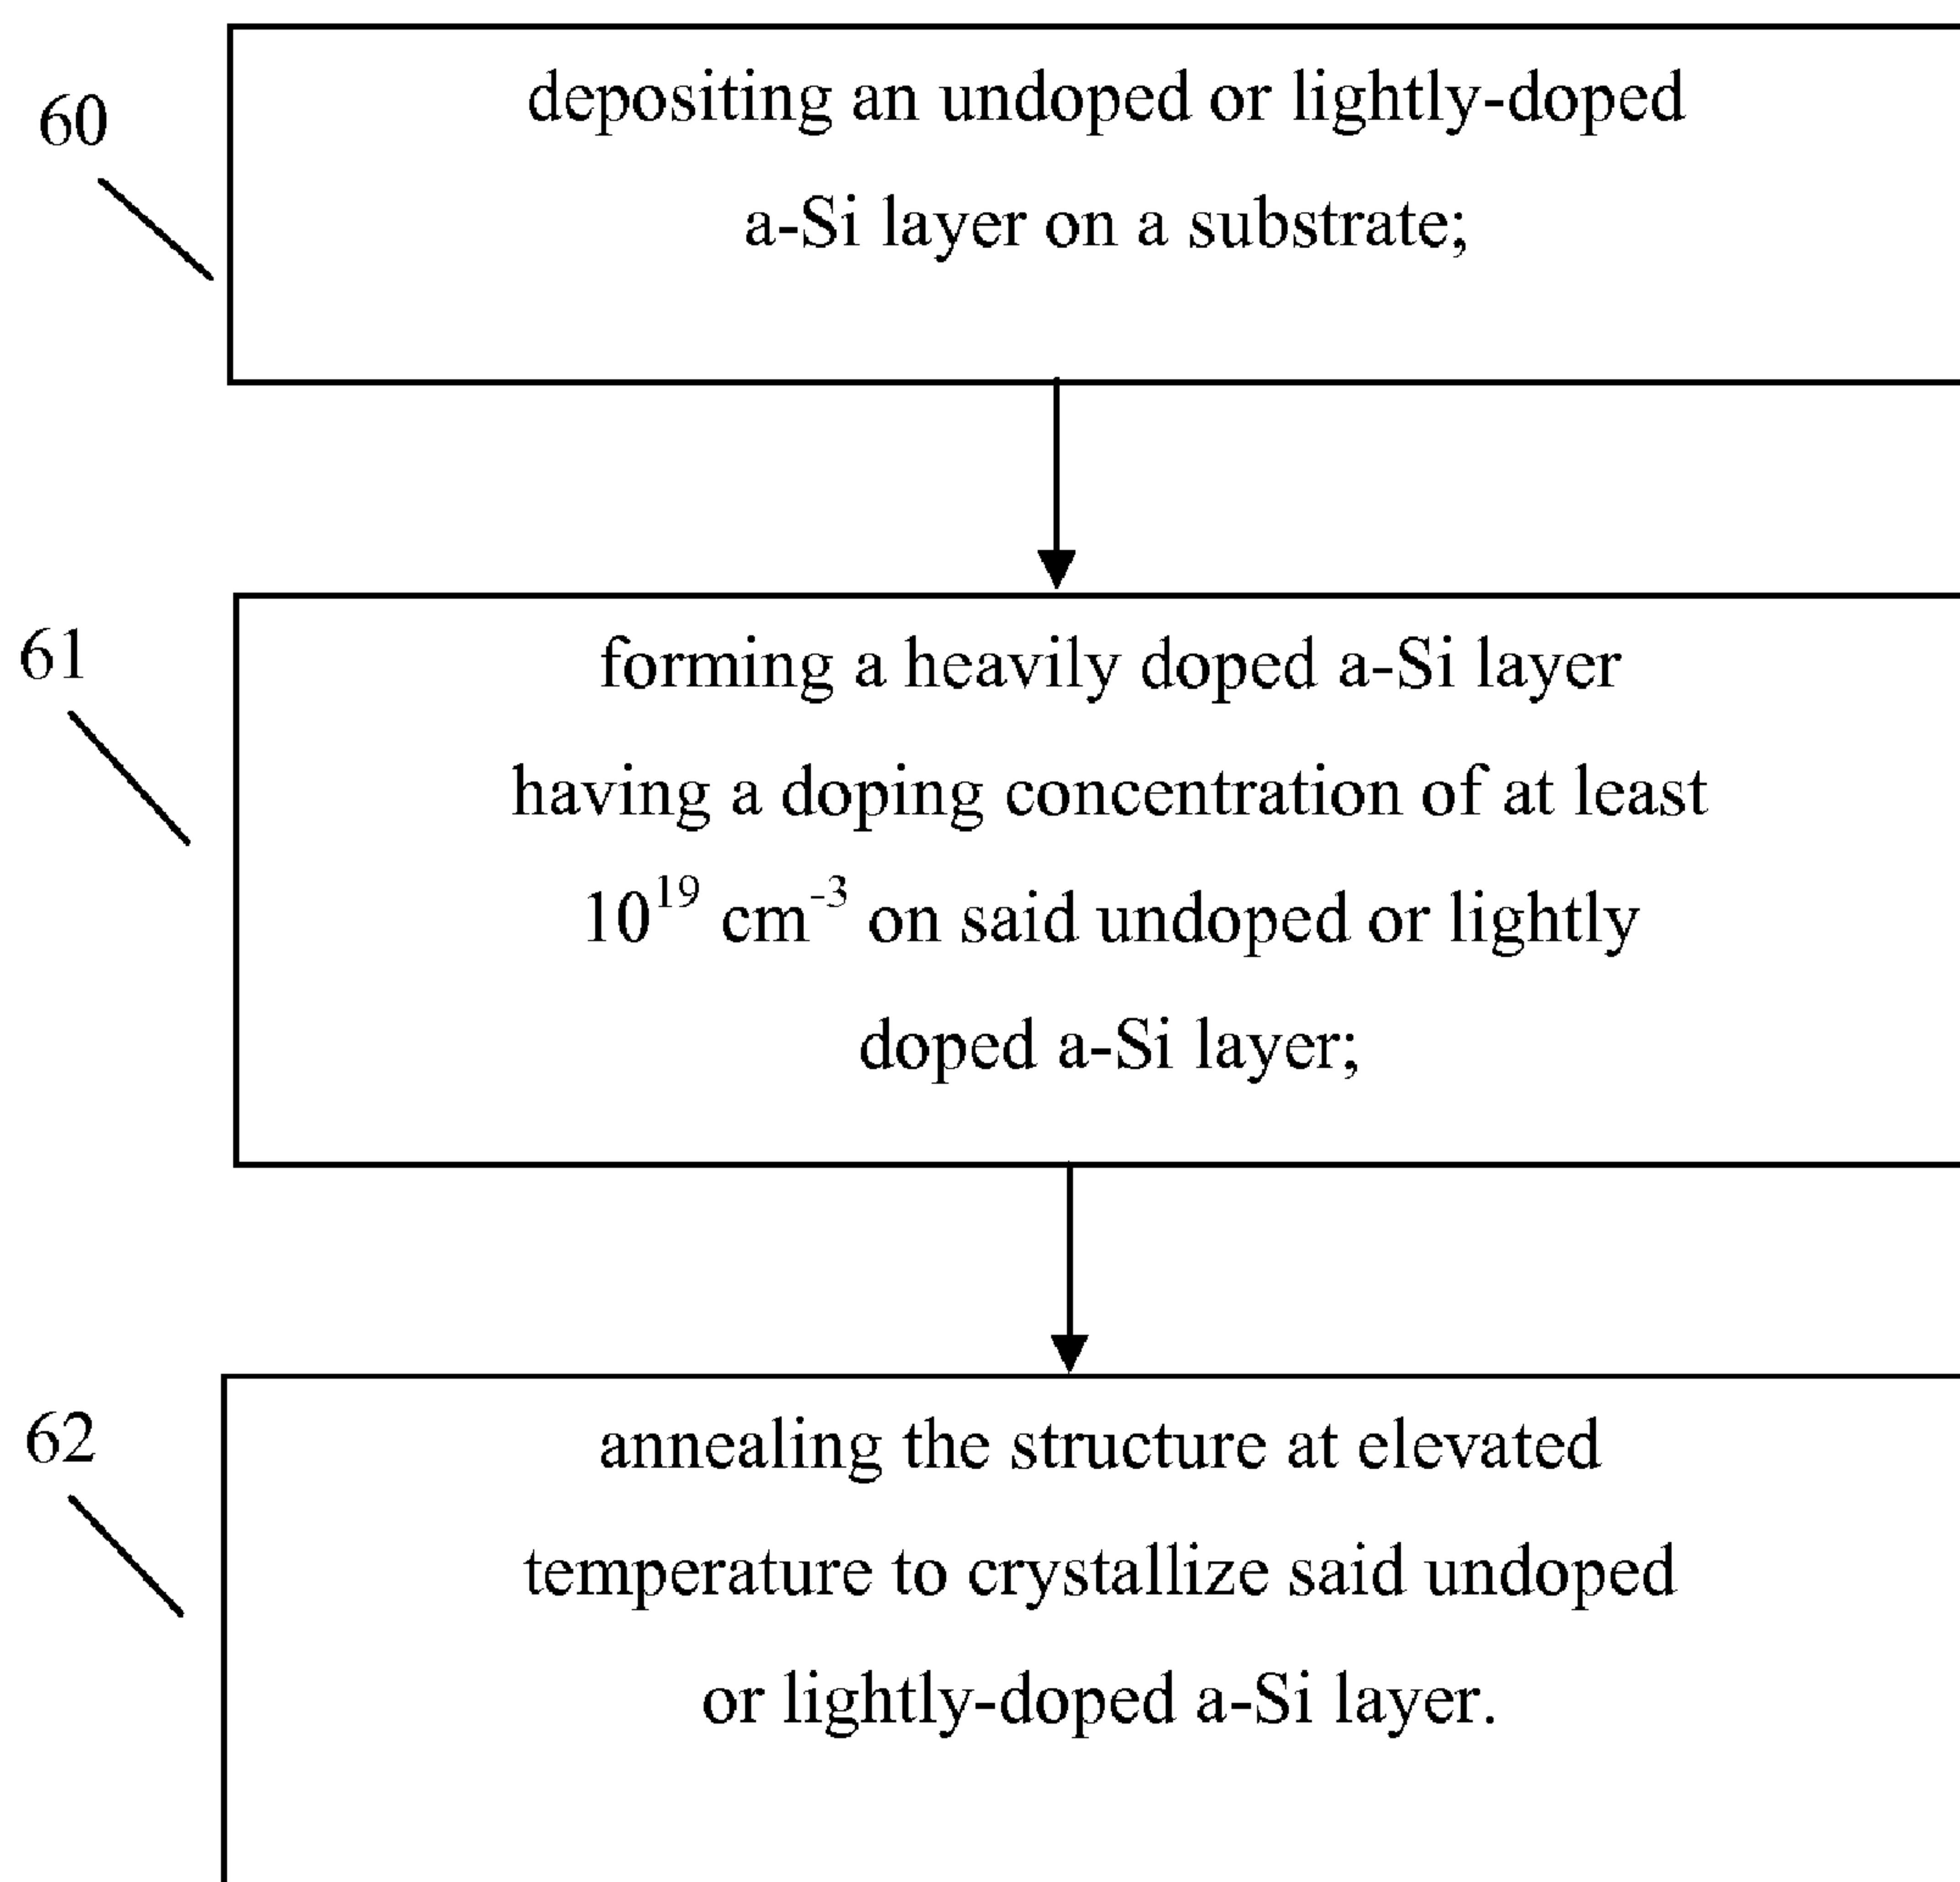 60
depositing an undoped or lightly-doped
a-Si layer on a substrate;
61
forming a heavily doped a-Si layer
having a doping concentration of at least
10¹⁹ cm⁻³ on said undoped or lightly
doped a-Si layer;
62
annealing the structure at elevated
temperature to crystallize said undoped
or lightly-doped a-Si layer.